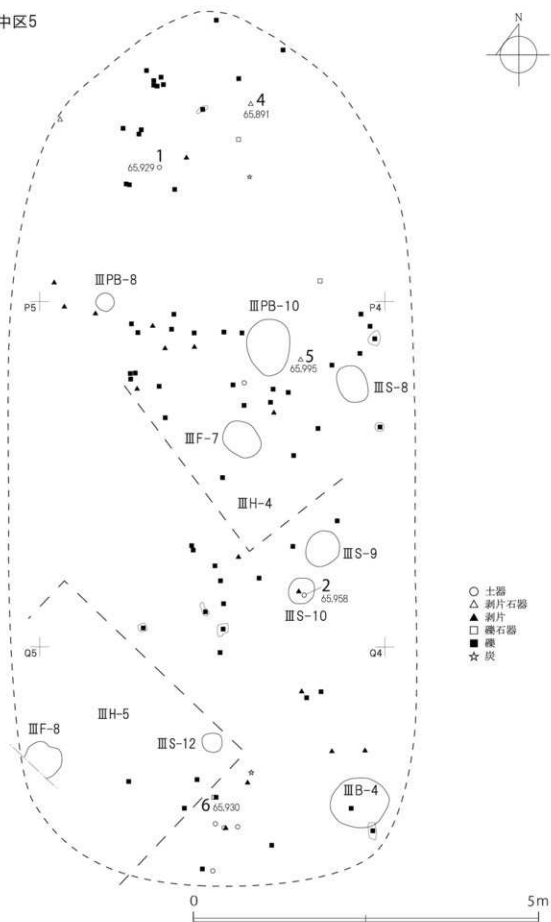 中区5
N
4
65.891
1
65.929
ⅢPB-8
P5
ⅢPB-10
P4
5
65.995
ⅢS-8
ⅢF-7
ⅢH-4
ⅢS-9
2
65.958
ⅢS-10
○ 土器
△ 剥片石器
▲ 剥片
□ 礫石器
■ 礫
☆ 炭
Q5
Q4
ⅢH-5
ⅢF-8
ⅢS-12
ⅢB-4
6 65.930
0
5m